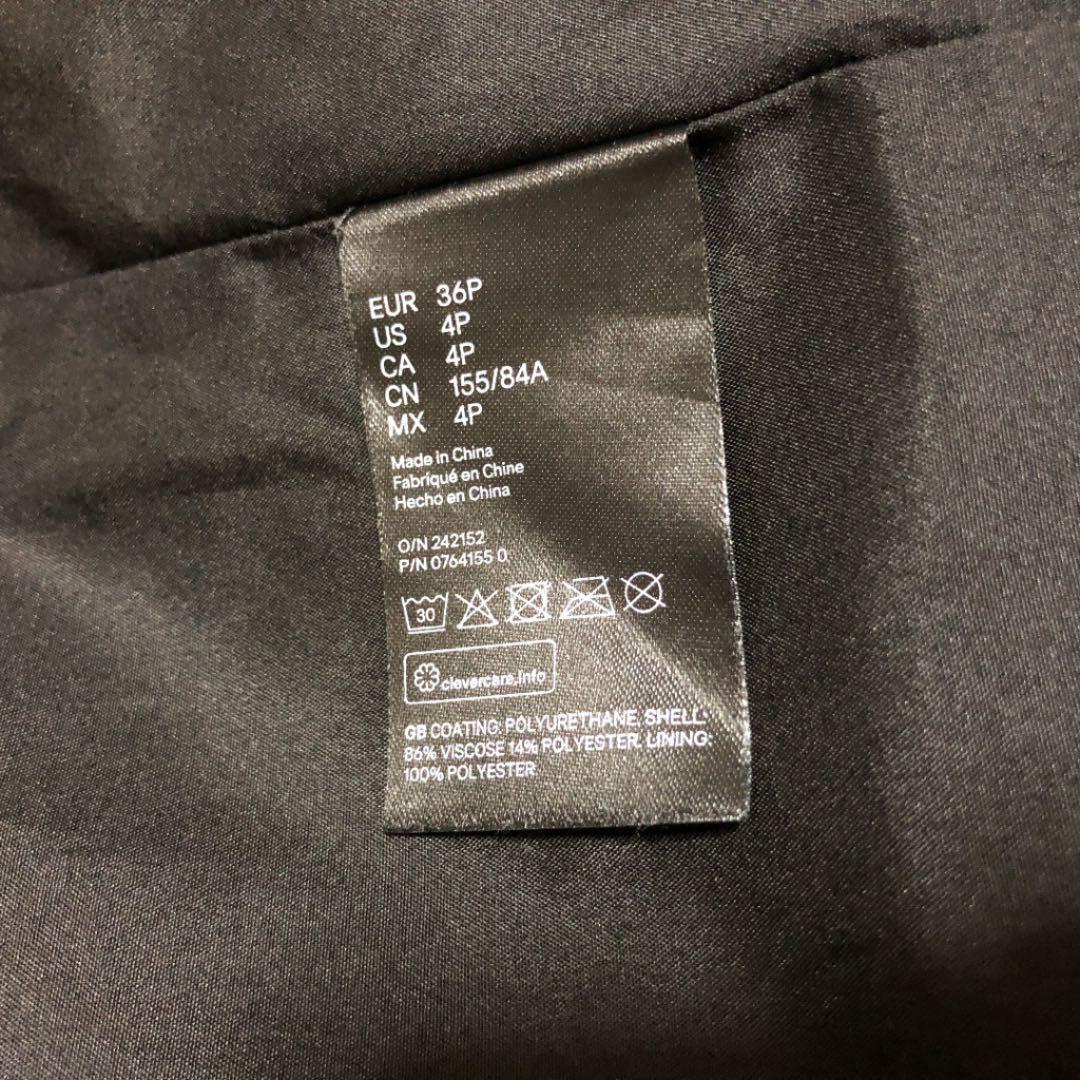 EUR 36P
US 4P
CA 4P
CN 155/84A
MX 4P
Made in China
Fabriqué en Chine
Hecho en China
O/N 242152
P/N 0764155 0
30
clevercare.info
GB COATING: POLYURETHANE. SHELL:
86% VISCOSE 14% POLYESTER. LINING:
100% POLYESTER